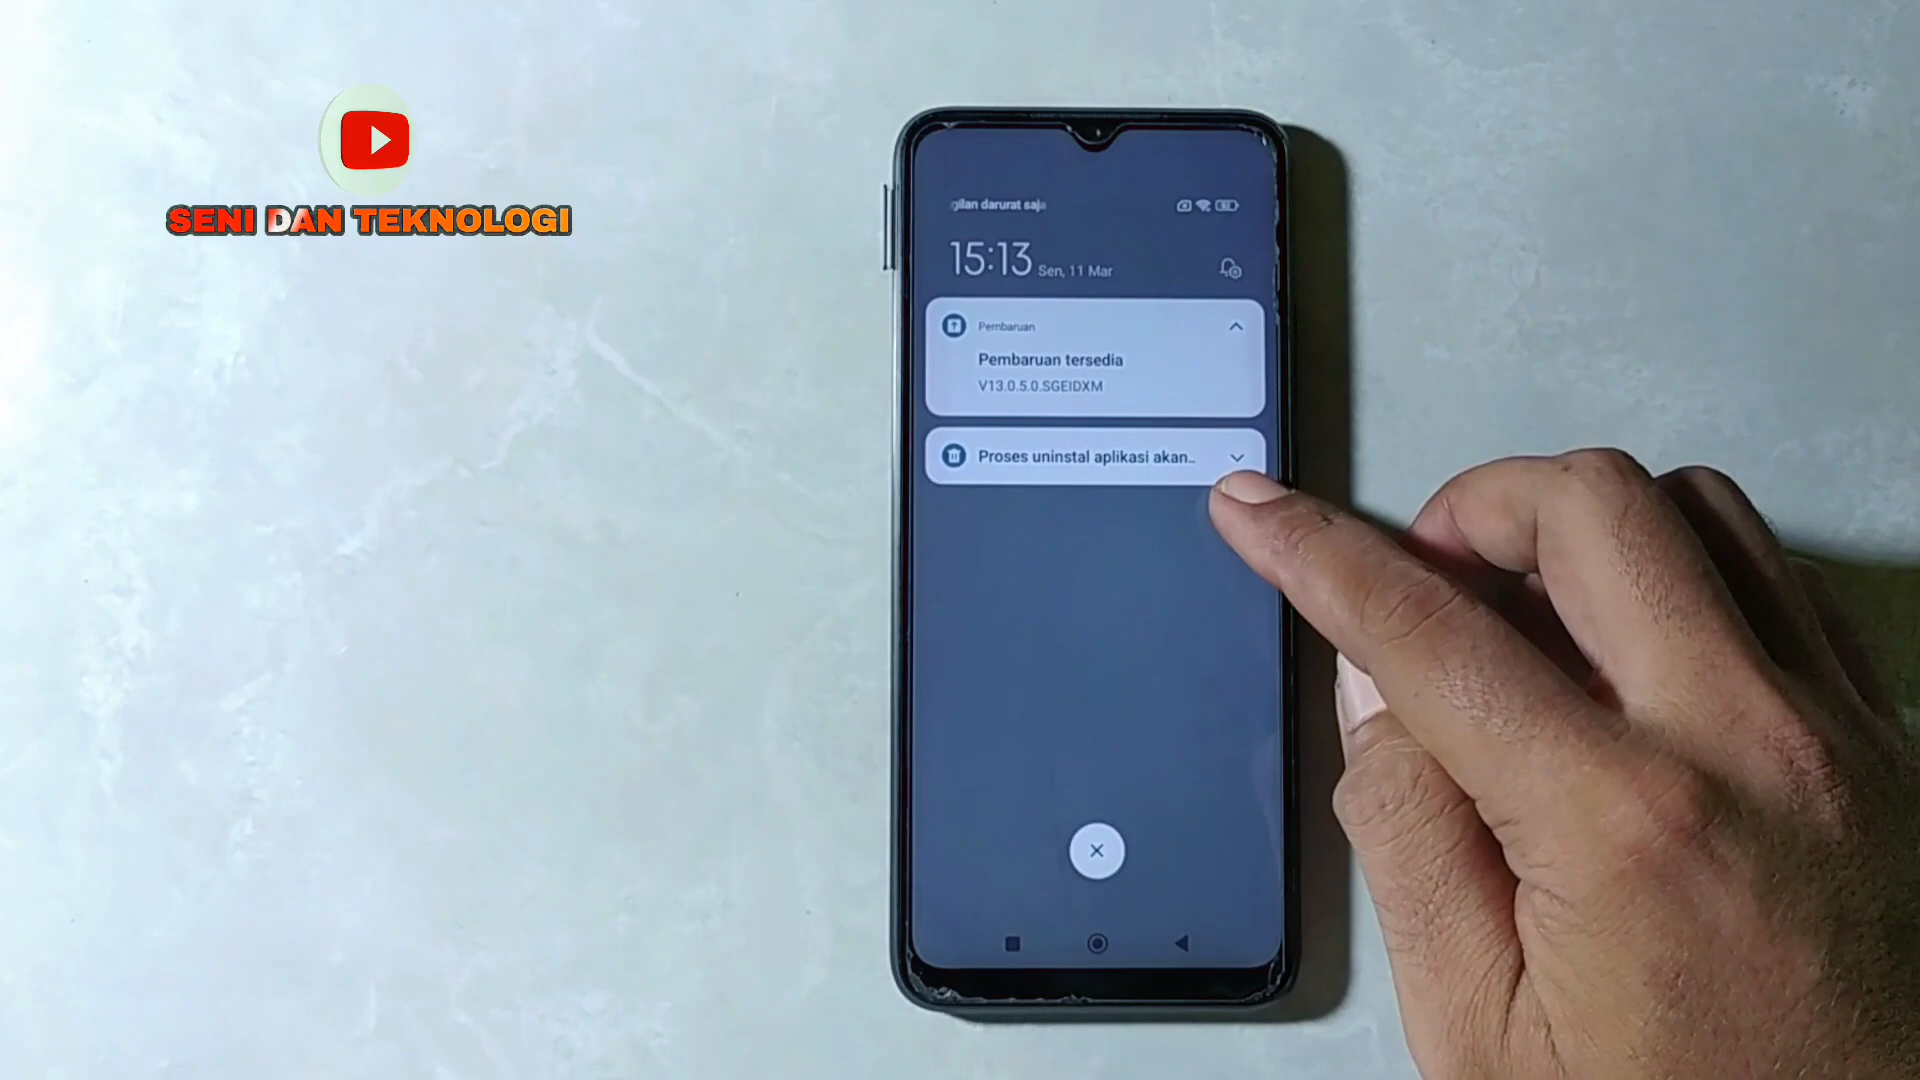 SENI DAN TEKNOLOGI
gilan darurat saja
15:13 Sen, 11 Mar
Pembaruan
Pembaruan tersedia
V13.0.5.0.SGEIDXM
Proses uninstal aplikasi akan..